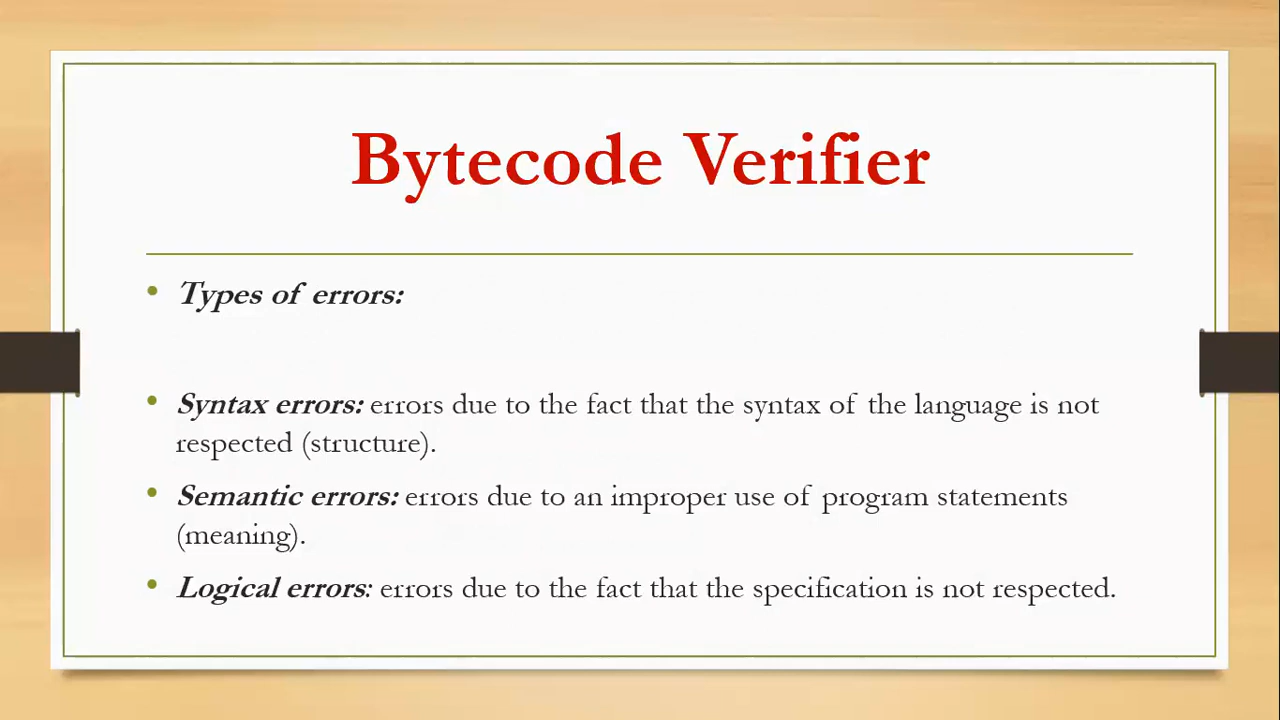 Bytecode Verifier
• Types of errors:
• Syntax errors: errors due to the fact that the syntax of the language is not
respected (structure).
• Semantic errors: errors due to an improper use of program statements
(meaning).
• Logical errors: errors due to the fact that the specification is not respected.